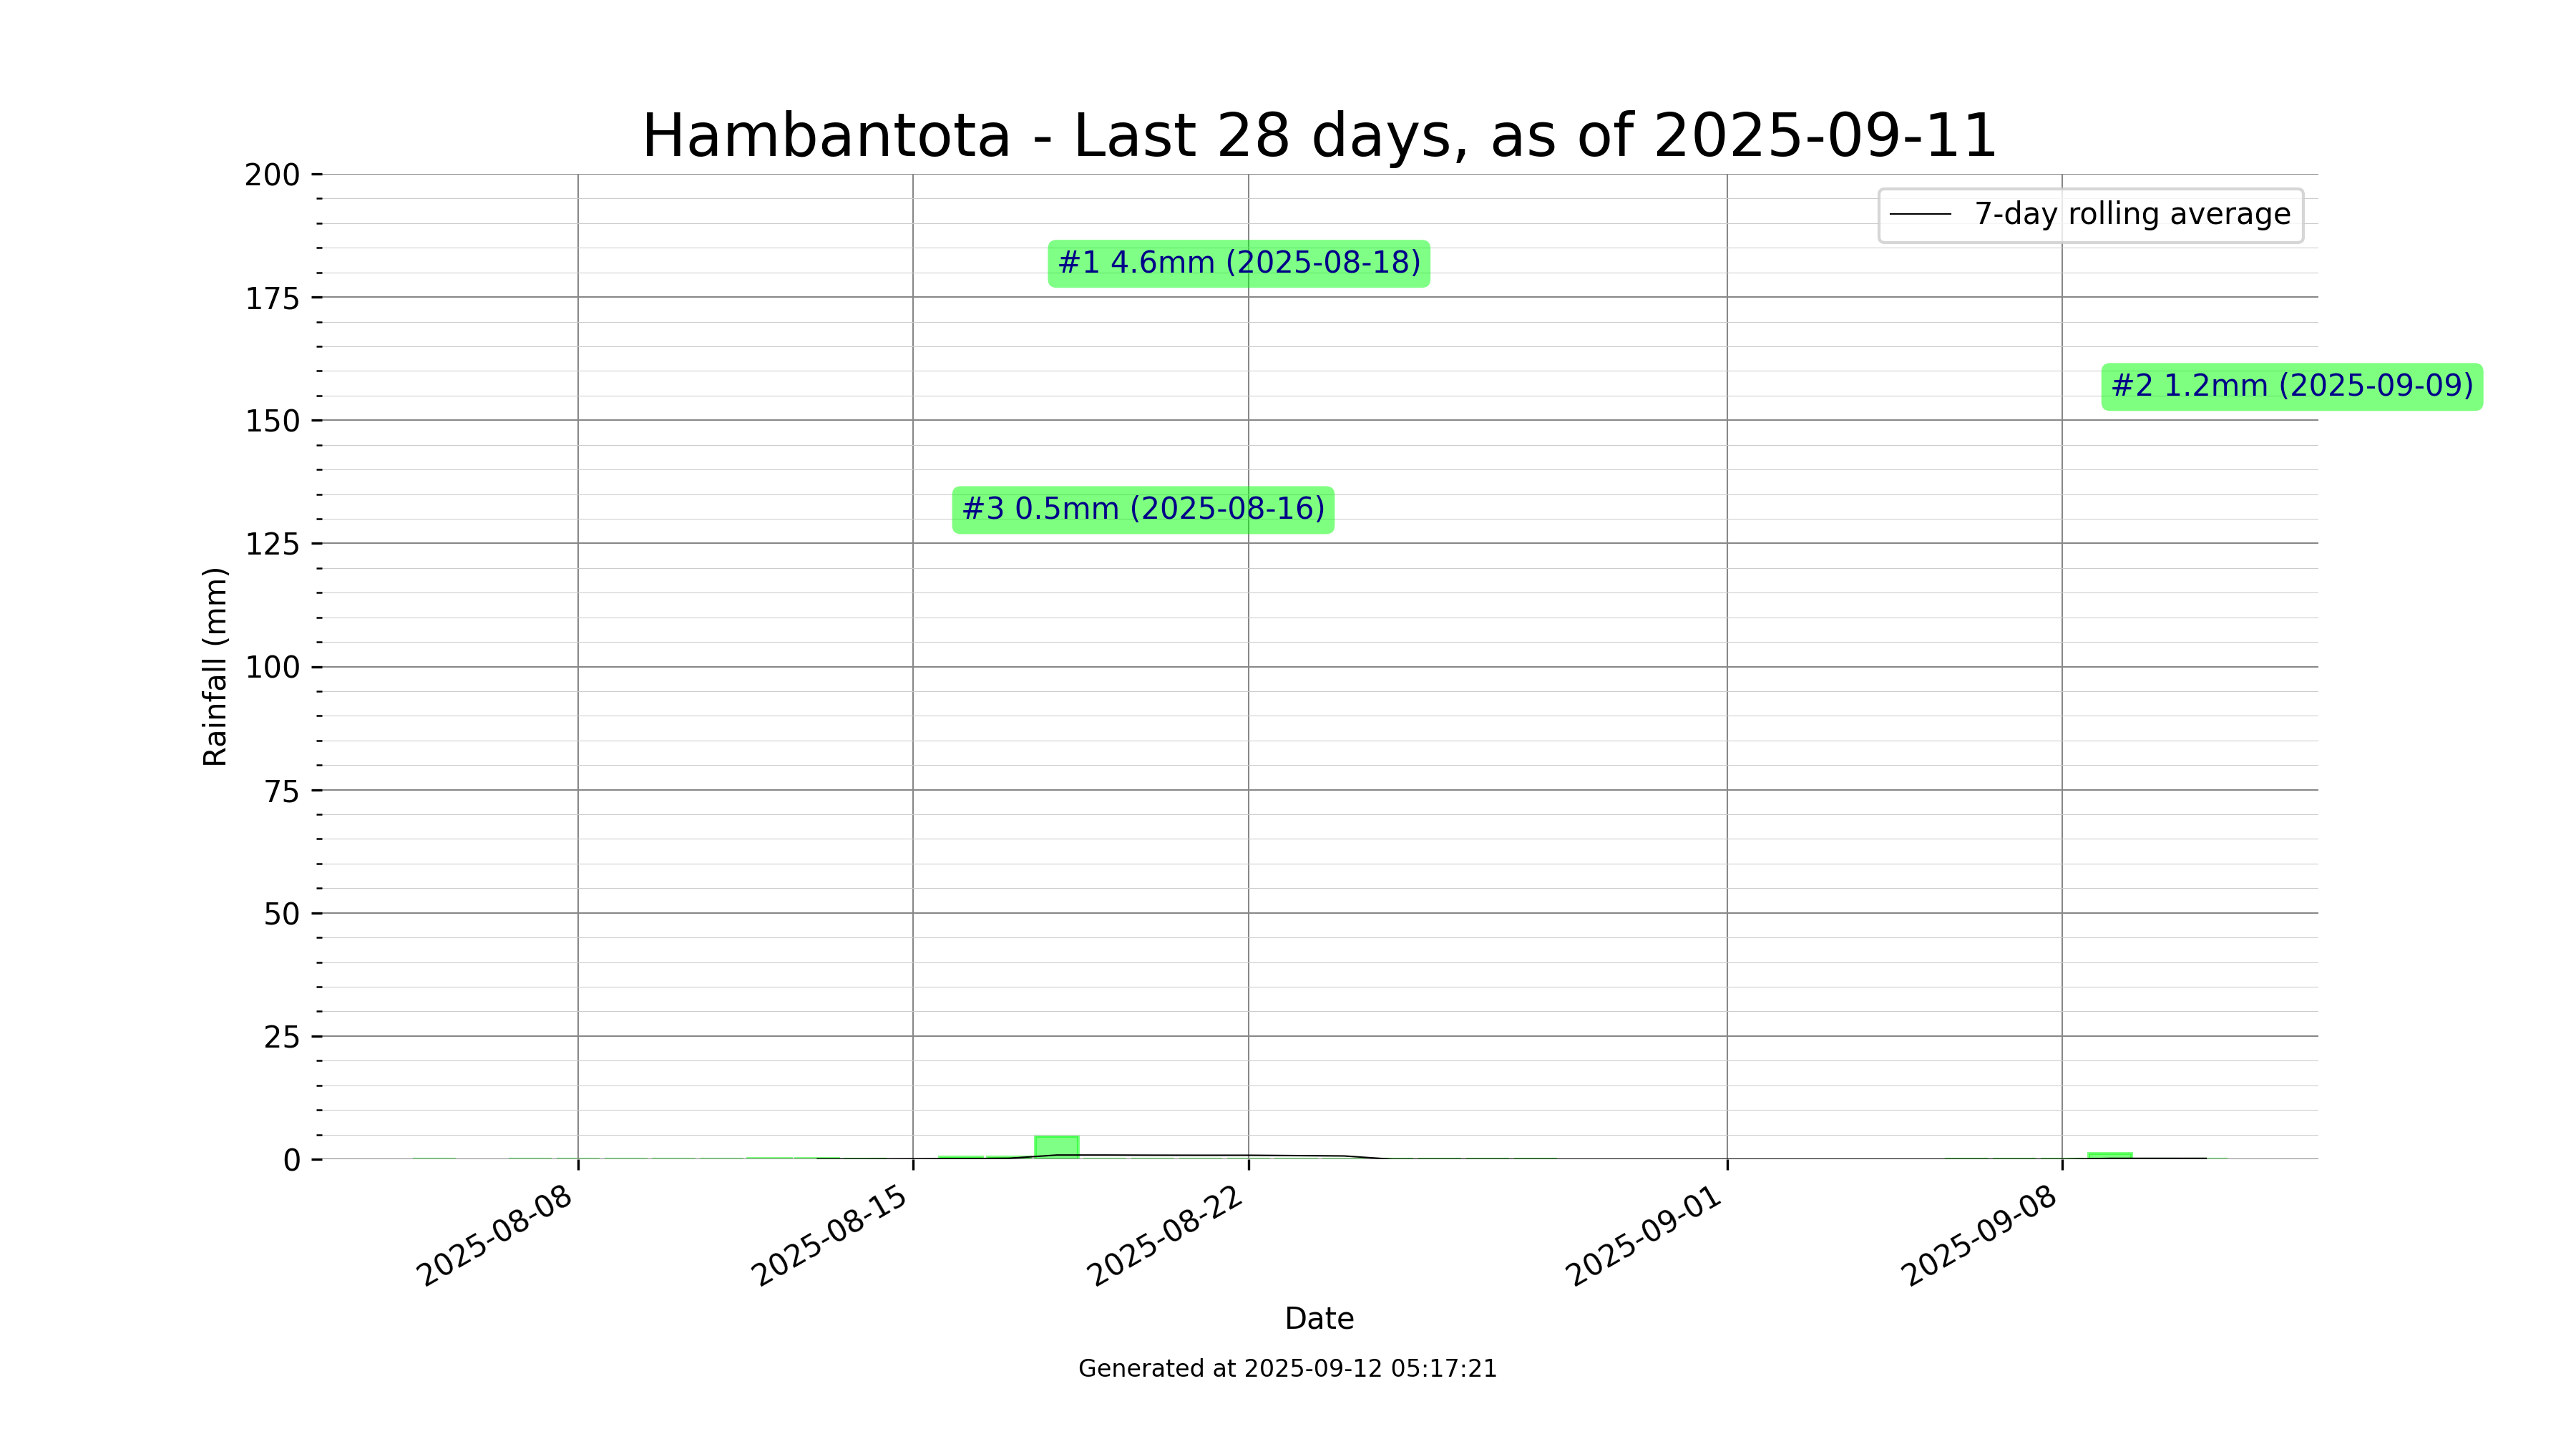 Hambantota - Last 28 days, as of 2025-09-11
7-day rolling average
#1 4.6mm (2025-08-18)
#2 1.2mm (2025-09-09)
#3 0.5mm (2025-08-16)
Rainfall (mm)
200
175
150
125
100
75
50
25
0
2025-08-08
2025-08-15
2025-08-22
2025-09-01
2025-09-08
Date
Generated at 2025-09-12 05:17:21